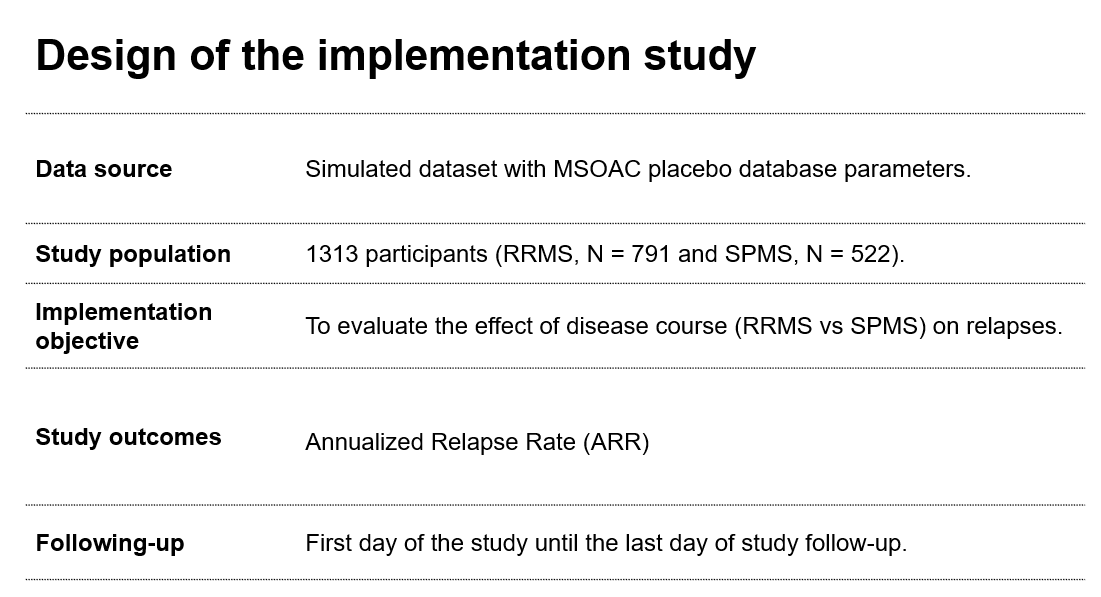 Design of the implementation study
Data source
Simulated dataset with MSOAC placebo database parameters.
Study population
1313 participants (RRMS, N = 791 and SPMS, N = 522).
Implementation
objective
To evaluate the effect of disease course (RRMS vs SPMS) on relapses.
Study outcomes
Annualized Relapse Rate (ARR)
Following-up
First day of the study until the last day of study follow-up.